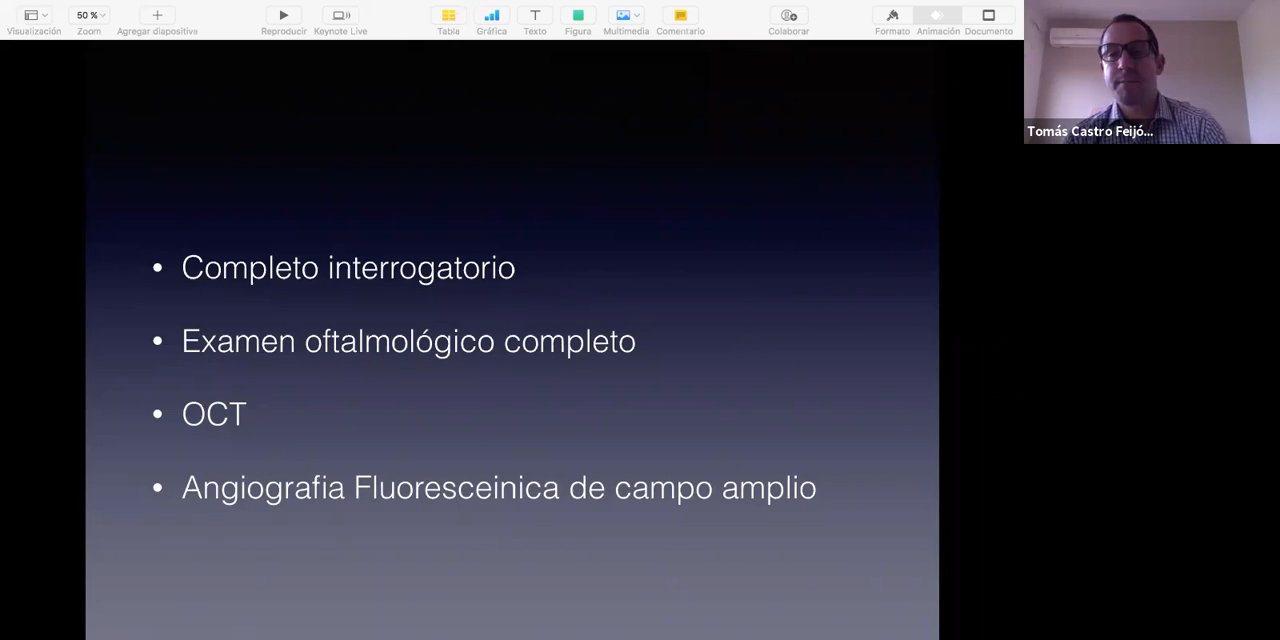 50 %
Visualización
Zoom
Agregar diapositiva
Reproducir
Keynote Live
Tabla
Gráfica
Texto
Figura
Multimedia
Comentario
Colaborar
Formato
Animación
Documento
Tomás Castro Feijó...
• Completo interrogatorio
• Examen oftalmológico completo
• OCT
• Angiografia Fluoresceinica de campo amplio